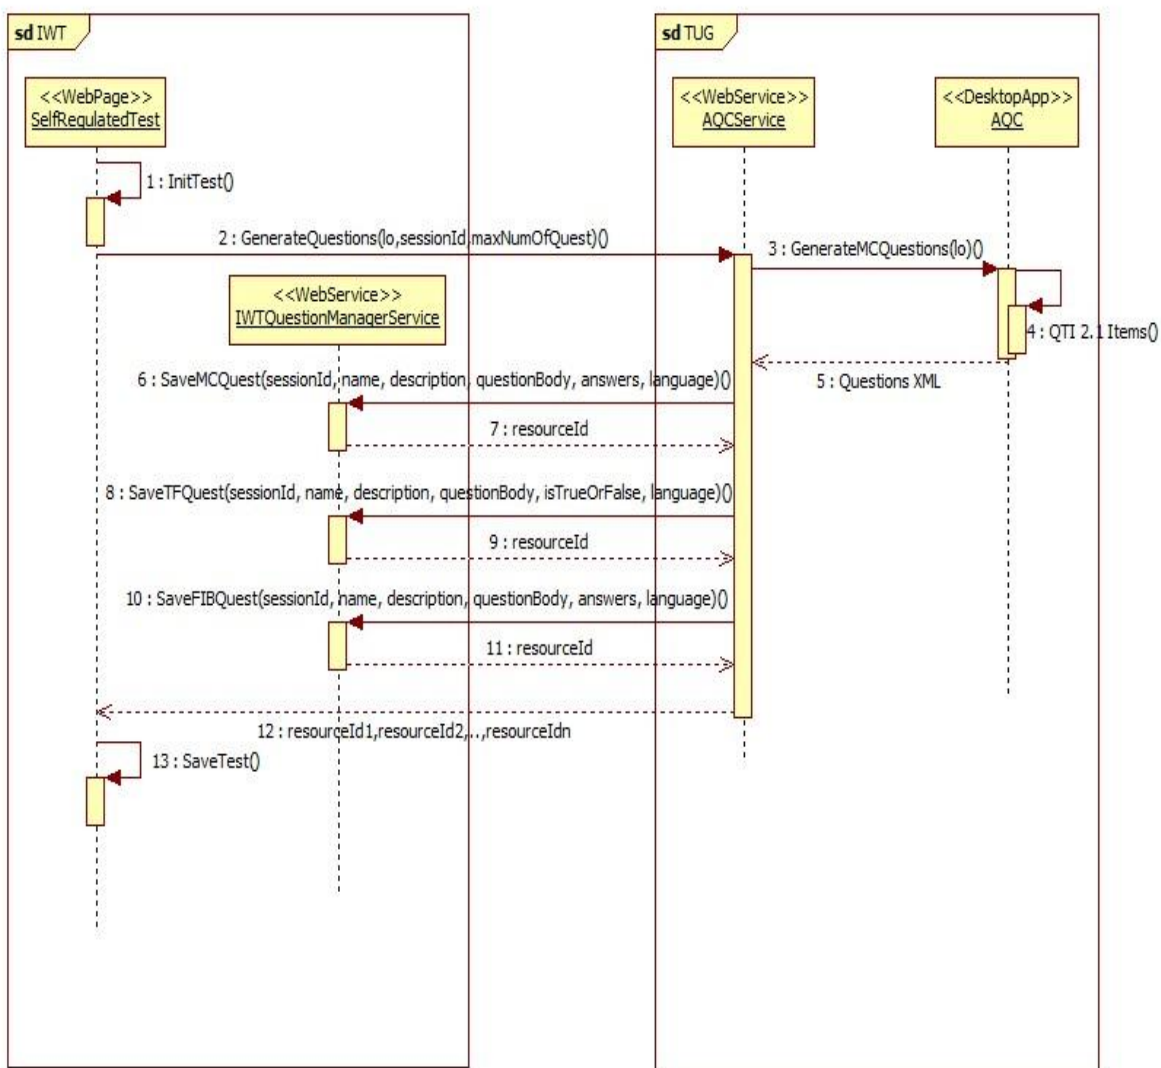 sd IWT
sd TUG
<<WebPage>>
SelfRegulatedTest
<<WebService>>
AQCService
<<DesktopApp>>
AQC
1 : InitTest()
2 : GenerateQuestions(lo,sessionId,maxNumOfQuest)()
3 : GenerateMCQuestions(lo)()
<<WebService>>
IWTQuestionManagerService
4 : QTI 2.1 Items()
5 : Questions XML
6 : SaveMCQuest(sessionId, name, description, questionBody, answers, language)()
7 : resourceId
8 : SaveTFQuest(sessionId, name, description, questionBody, isTrueOrFalse, language)()
9 : resourceId
10 : SaveFIBQuest(sessionId, name, description, questionBody, answers, language)()
11 : resourceId
12 : resourceId1,resourceId2,..,resourceIdn
13 : SaveTest()